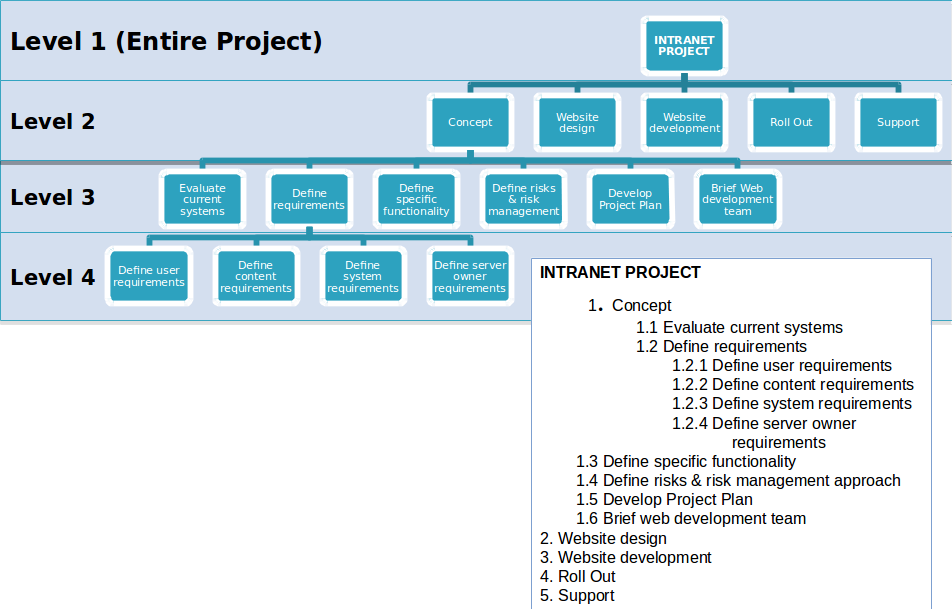 Level 1 (Entire Project)
INTRANET
PROJECT
Level 2
Concept
Website
design
Website
development
Roll Out
Support
Level 3
Evaluate
current
systems
Define
requirements
Define
specific
functionality
Define risks
& risk
management
Develop
Project Plan
Brief Web
development
team
Level 4
Define user
requirements
Define
content
requirements
Define
system
requirements
Define server
owner
requirements
INTRANET PROJECT
1. Concept
1.1 Evaluate current systems
1.2 Define requirements
1.2.1 Define user requirements
1.2.2 Define content requirements
1.2.3 Define system requirements
1.2.4 Define server owner
requirements
1.3 Define specific functionality
1.4 Define risks & risk management approach
1.5 Develop Project Plan
1.6 Brief web development team
2. Website design
3. Website development
4. Roll Out
5. Support